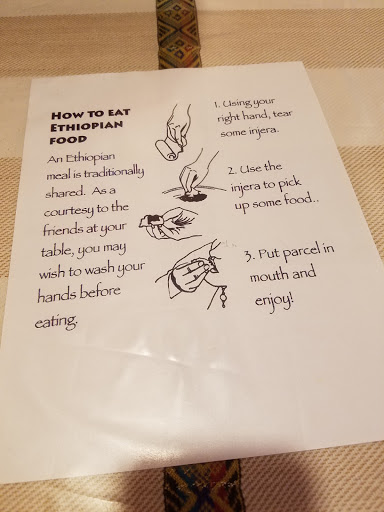 HOW TO EAT
ETHIOPIAN
FOOD
An Ethiopian
meal is traditionally
shared. As a
courtesy to the
friends at your
table, you may
wish to wash your
hands before
eating.
1. Using your
right hand, tear
some injera.
2. Use the
injera to pick
up some food..
3. Put parcel in
mouth and
enjoy!